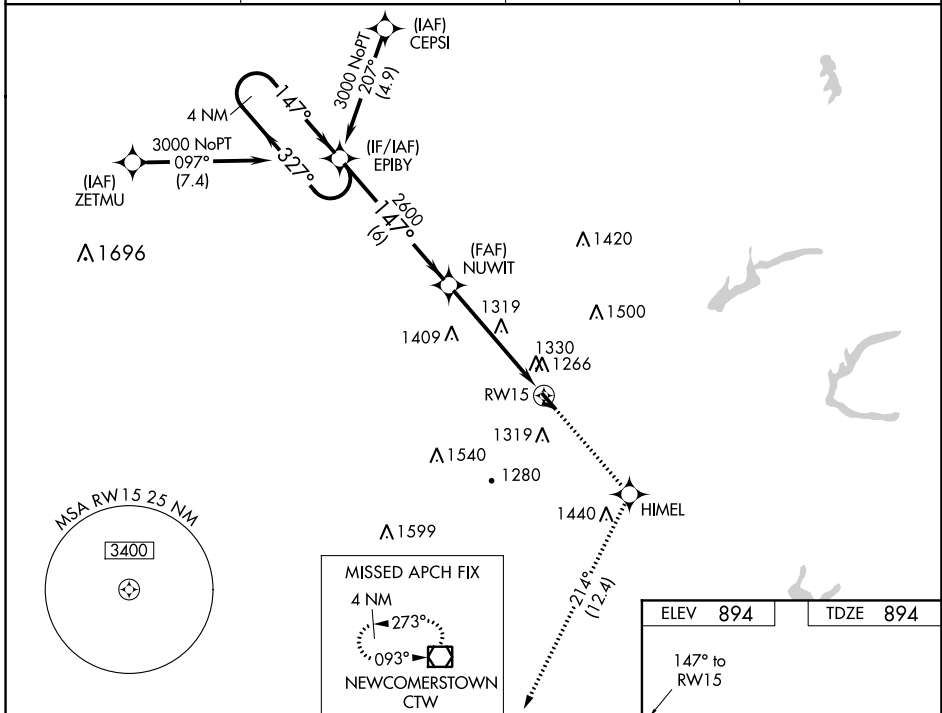 (IAF)
CEPSI
3000 NoPT
207°
(4.9)
4 NM
147°
327°
(IF/IAF)
EPIBY
3000 NoPT
097°
(7.4)
(IAF)
ZETMU
2600
147°
(6)
1696
(FAF)
NUWIT
1420
1319
1500
1409
1330
1266
RW15
1319
1540
1280
HIMEL
1440
1599
MSA RW15 25 NM
3400
214°
(12.4)
MISSED APCH FIX
4 NM
273°
093°
NEWCOMERSTOWN
CTW
ELEV 894
TDZE 894
147° to
RW15